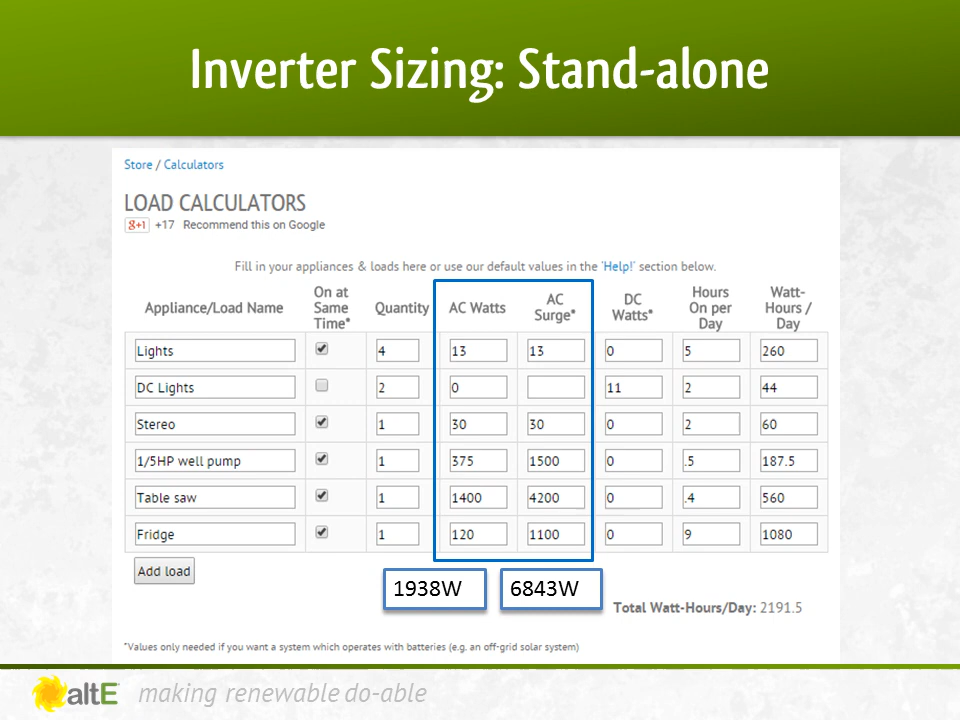 Inverter Sizing: Stand-alone
Store / Calculators
LOAD CALCULATORS
g+1 +17 Recommend this on Google
Fill in your appliances & loads here or use our default values in the 'Help!' section below.
Appliance/Load Name On at Same Time* Quantity AC Watts AC Surge* DC Watts* Hours On per Day Watt-Hours / Day
Lights 4 13 13 0 5 260
DC Lights 2 0 11 2 44
Stereo 1 30 30 0 2 60
1/5HP well pump 1 375 1500 0 .5 187.5
Table saw 1 1400 4200 0 .4 560
Fridge 1 120 1100 0 9 1080
Add load
1938W 6843W
Total Watt-Hours/Day: 2191.5
*Values only needed if you want a system which operates with batteries (e.g. an off-grid solar system)
altE making renewable do-able